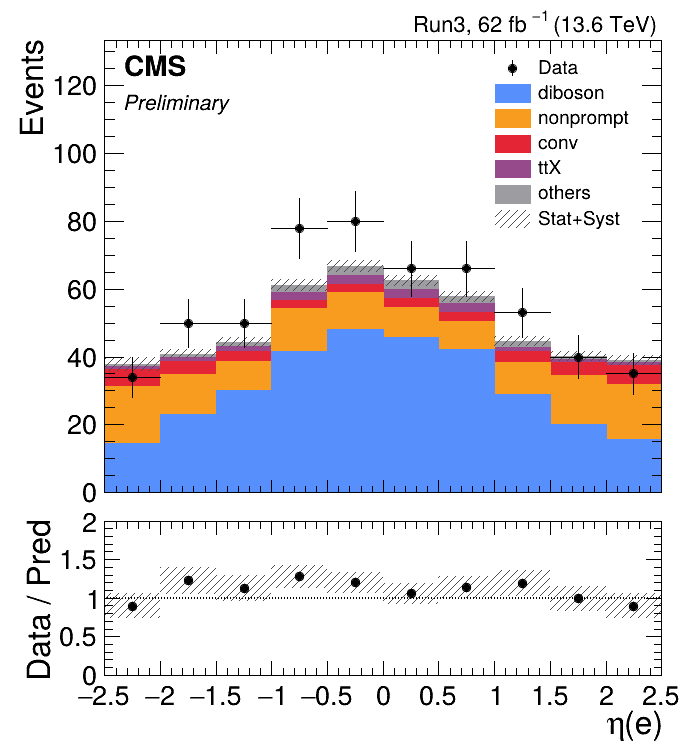 Run3, 62 fb⁻¹ (13.6 TeV)
CMS
Preliminary
Events
120
100
80
60
40
20
0
Data
diboson
nonprompt
conv
ttX
others
Stat+Syst
Data / Pred
2
1.5
1
0.5
0
−2.5 −2 −1.5 −1 −0.5 0 0.5 1 1.5 2 2.5
η(e)